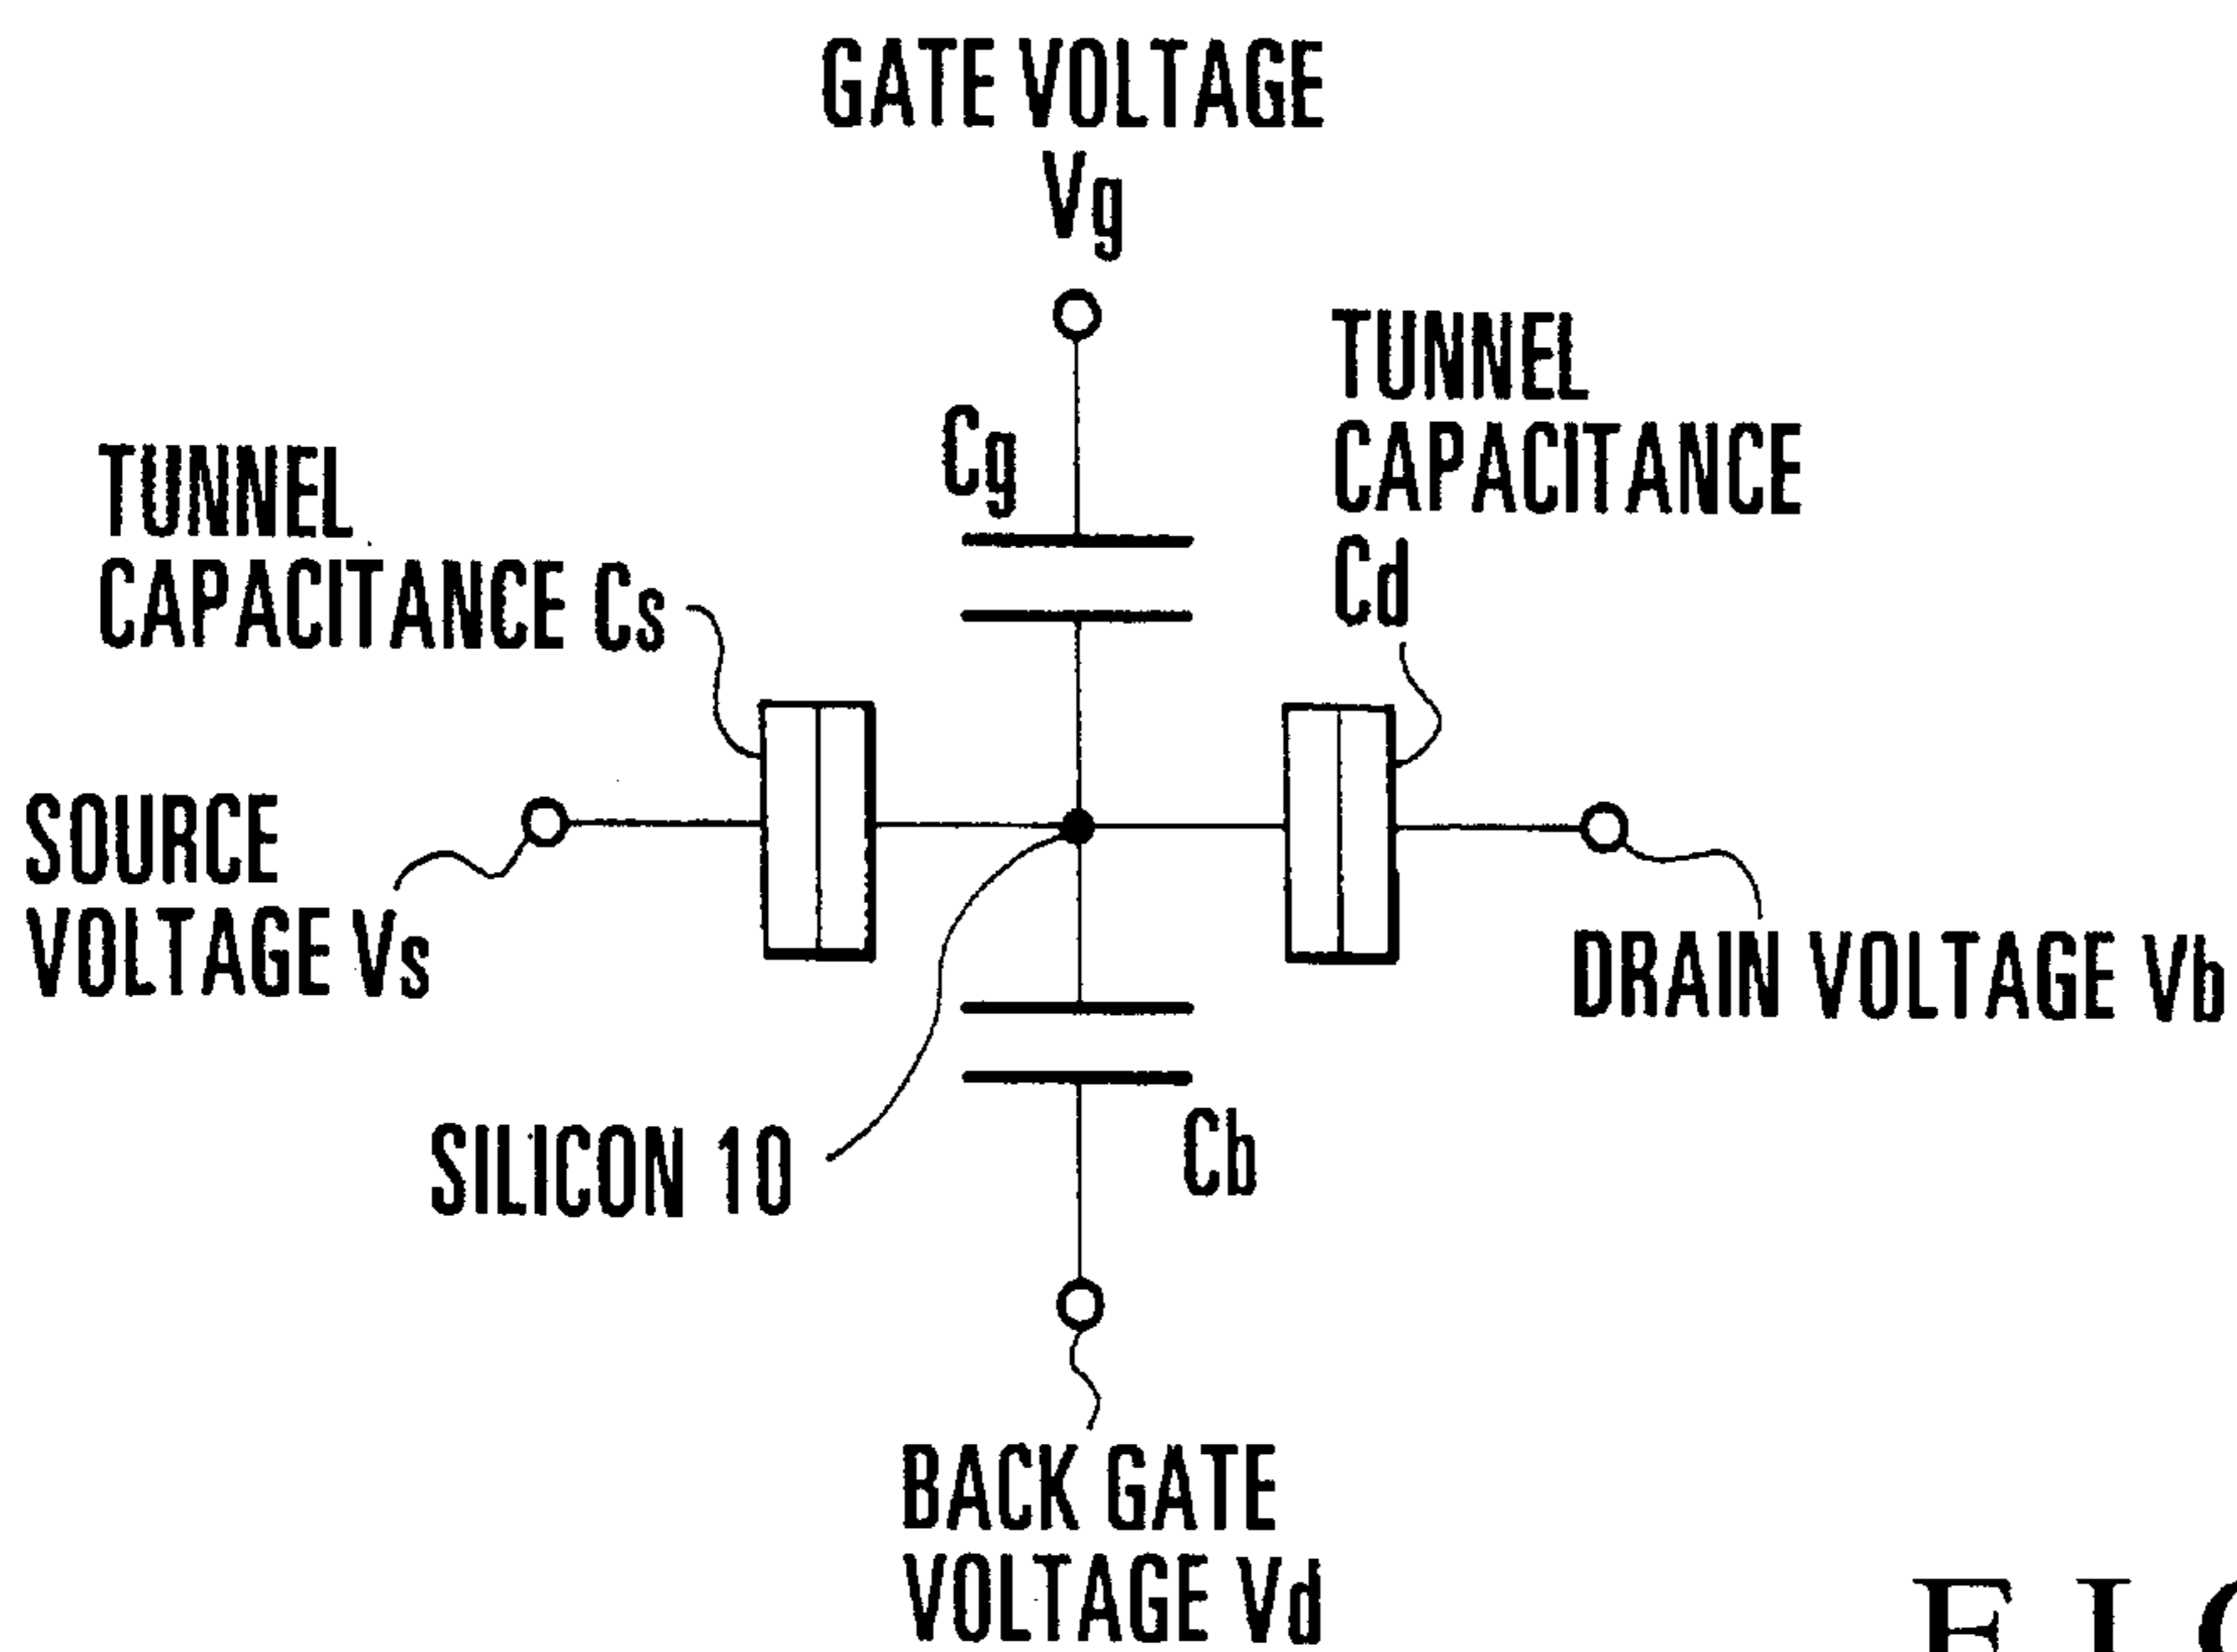 GATE VOLTAGE
Vg
Cg
TUNNEL
CAPACITANCE
Cd
TUNNEL
CAPACITANCE Cs
SOURCE
VOLTAGE Vs
DRAIN VOLTAGE Vb
SILICON 10
Cb
BACK GATE
VOLTAGE Vd